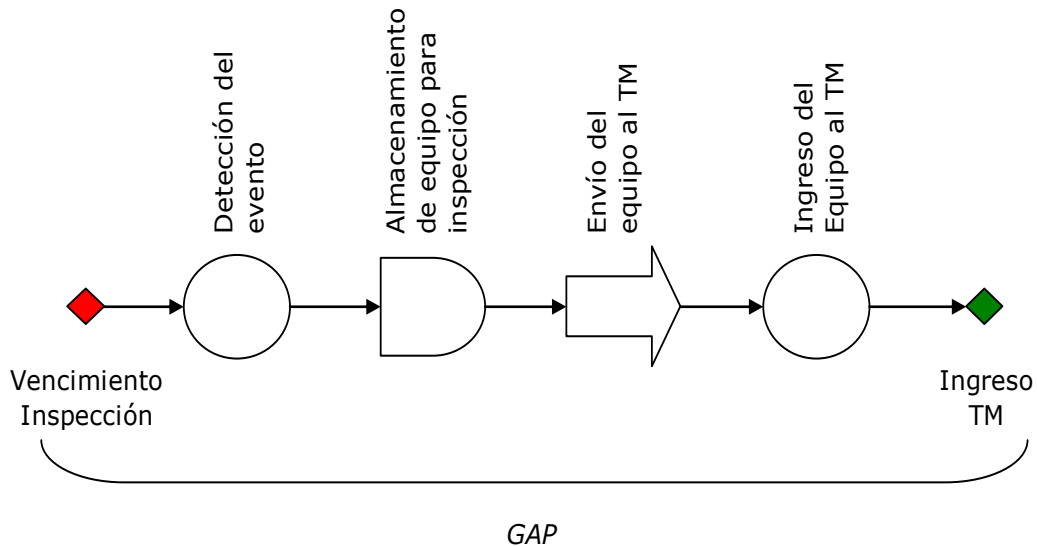 Detección del
evento
Almacenamiento
de equipo para
inspección
Envío del
equipo al TM
Ingreso del
Equipo al TM
Vencimiento
Inspección
Ingreso
TM
GAP